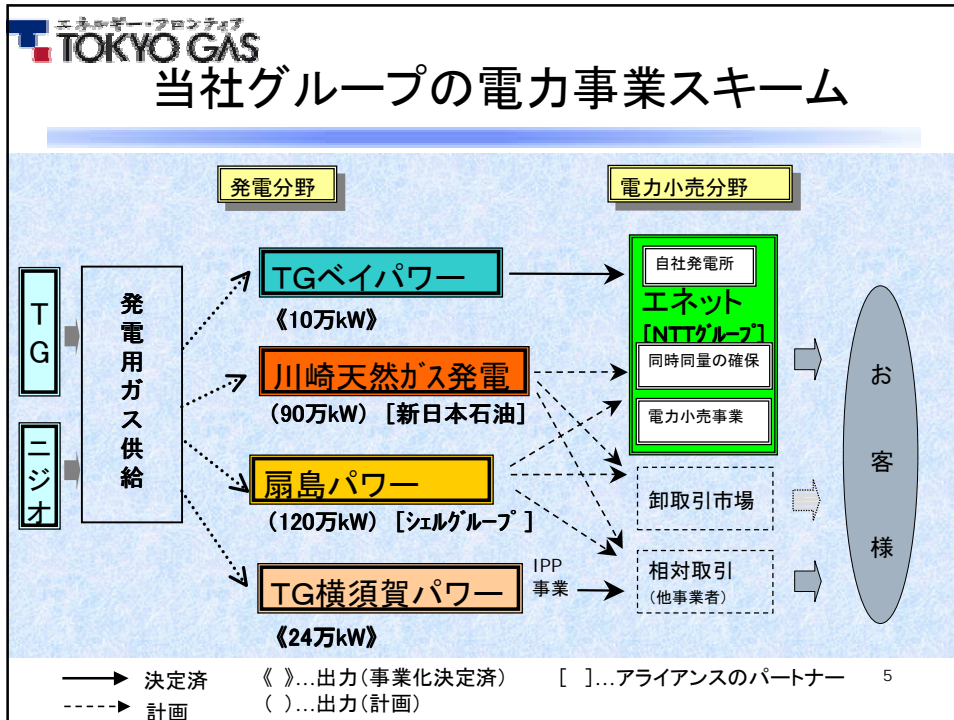 エネルギー・フロンティア
TOKYO GAS
当社グループの電力事業スキーム
発電分野
電力小売分野
TG
ニジオ
発電用ガス供給
TGベイパワー
《10万kW》
川崎天然ガス発電
(90万kW) [新日本石油]
扇島パワー
(120万kW) [シェルグループ]
TG横須賀パワー
《24万kW》
IPP
事業
自社発電所
エネット
[NTTグループ]
同時同量の確保
電力小売事業
卸取引市場
相対取引
(他事業者)
お客様
決定済
計画
《 》…出力(事業化決定済)
( )…出力(計画)
[ ]…アライアンスのパートナー
5